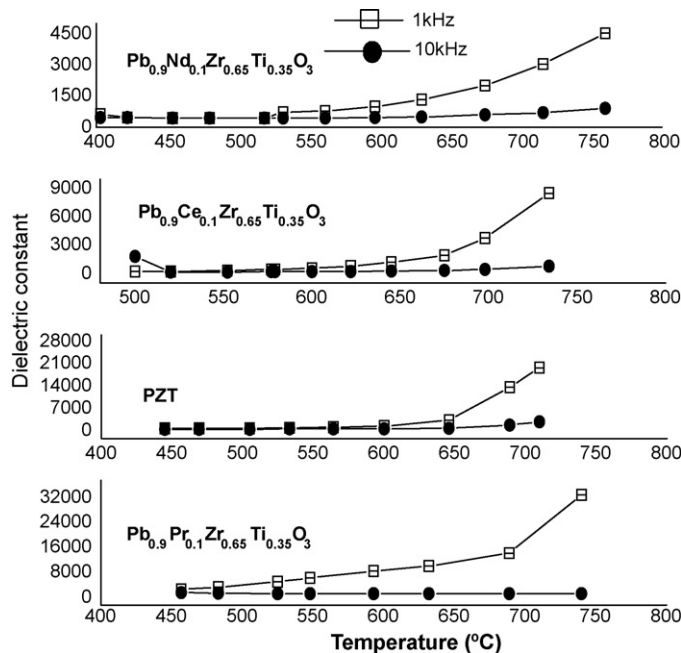 1kHz
10kHz
4500
3000
1500
0
Pb0.9Nd0.1Zr0.65Ti0.35O3
400 450 500 550 600 650 700 750 800
9000
6000
3000
0
Pb0.9Ce0.1Zr0.65Ti0.35O3
500 550 600 650 700 750 800
Dielectric constant
28000
21000
14000
7000
0
PZT
400 450 500 550 600 650 700 750 800
32000
24000
16000
8000
0
Pb0.9Pr0.1Zr0.65Ti0.35O3
400 450 500 550 600 650 700 750 800
Temperature (ºC)